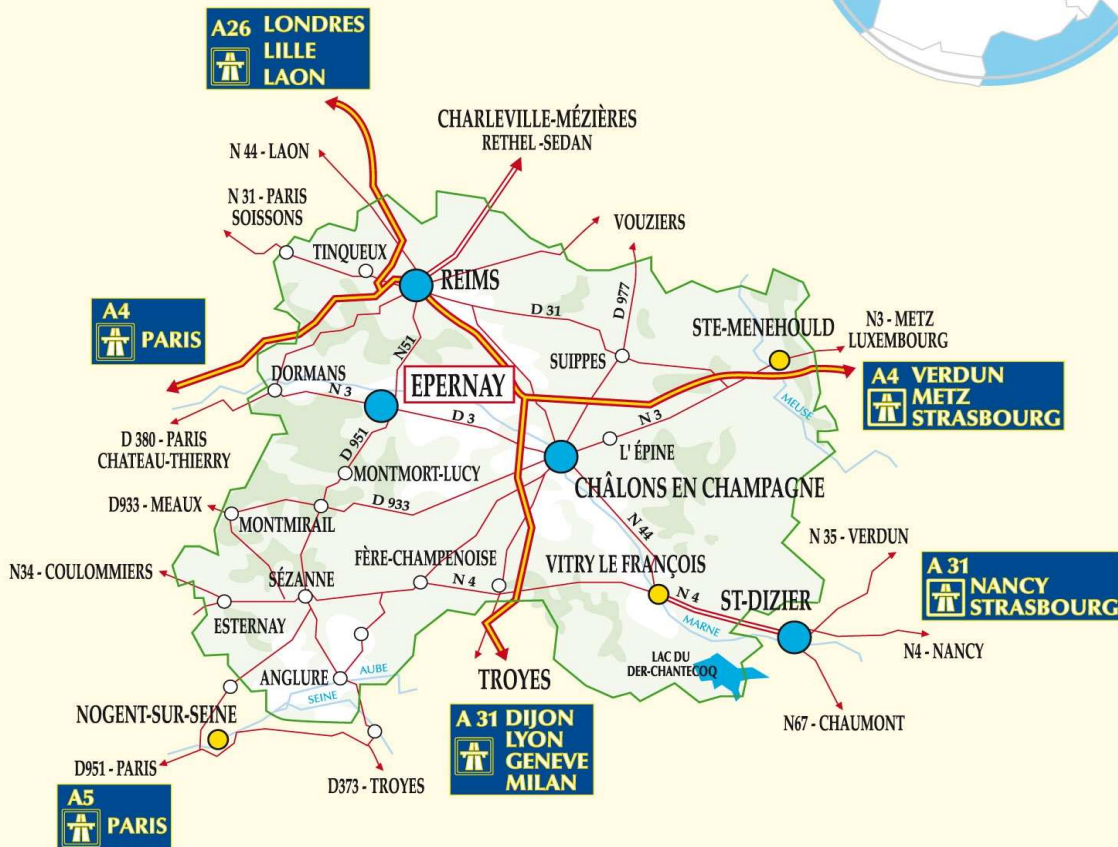 A26 LONDRES
LILLE
LAON
CHARLEVILLE-MÉZIÈRES
RETHEL -SEDAN
N 44 - LAON
N 31 - PARIS
SOISSONS
VOUZIERS
TINQUEUX
REIMS
D 977
D 31
A4
PARIS
N51
STE-MENEHOULD
N3 - METZ
LUXEMBOURG
SUIPPES
DORMANS
EPERNAY
A4 VERDUN
METZ
STRASBOURG
N 3
D 3
N 3
MEUSE
D 380 - PARIS
CHATEAU-THIERRY
D 951
L' ÉPINE
MONTMORT-LUCY
CHÂLONS EN CHAMPAGNE
D933 - MEAUX
D 933
MONTMIRAIL
N 44
N 35 - VERDUN
FÈRE-CHAMPENOISE
VITRY LE FRANÇOIS
N34 - COULOMMIERS
SÉZANNE
N 4
A 31
NANCY
STRASBOURG
N 4
ST-DIZIER
ESTERNAY
MARNE
N4 - NANCY
LAC DU
DER-CHANTECOQ
ANGLURE
AUBE
TROYES
SEINE
NOGENT-SUR-SEINE
N67 - CHAUMONT
A 31 DIJON
LYON
GENEVE
MILAN
D951 - PARIS
D373 - TROYES
A5
PARIS